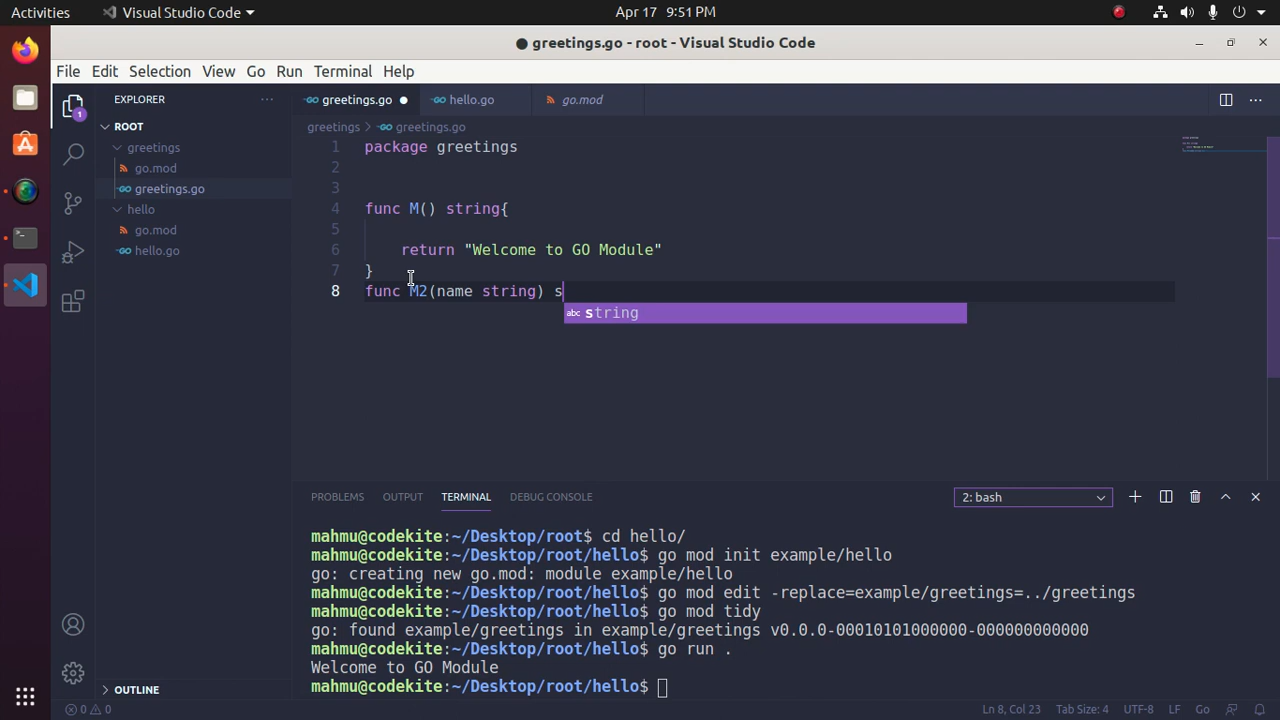 Activities
Visual Studio Code
Apr 17 9:51 PM
● greetings.go - root - Visual Studio Code
File Edit Selection View Go Run Terminal Help
EXPLORER
greetings.go
hello.go
go.mod
ROOT
greetings
go.mod
greetings.go
hello
go.mod
hello.go
greetings > greetings.go
1 package greetings
2
3
4 func M() string{
5
6 return "Welcome to GO Module"
7 }
8 func M2(name string) s
abc string
1
PROBLEMS OUTPUT TERMINAL DEBUG CONSOLE
2: bash
mahmu@codekite:~/Desktop/root$ cd hello/
mahmu@codekite:~/Desktop/root/hello$ go mod init example/hello
go: creating new go.mod: module example/hello
mahmu@codekite:~/Desktop/root/hello$ go mod edit -replace=example/greetings=../greetings
mahmu@codekite:~/Desktop/root/hello$ go mod tidy
go: found example/greetings in example/greetings v0.0.0-00010101000000-000000000000
mahmu@codekite:~/Desktop/root/hello$ go run .
Welcome to GO Module
mahmu@codekite:~/Desktop/root/hello$
OUTLINE
0 0
Ln 8, Col 23 Tab Size: 4 UTF-8 LF Go